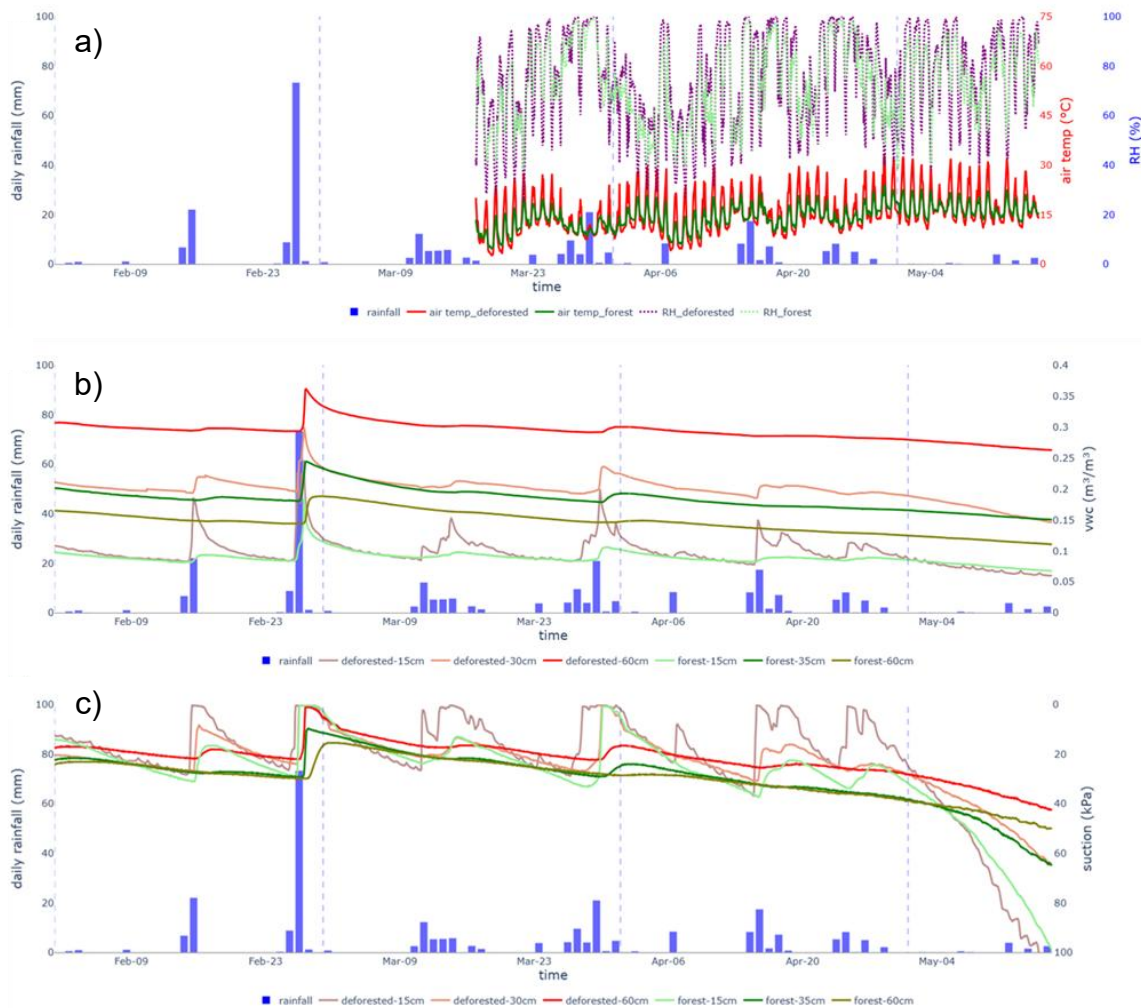 a)
daily rainfall (mm)
100
80
60
40
20
0
75
60
45
30
15
0
air temp (°C)
100
80
60
40
20
0
RH (%)
Feb-09 Feb-23 Mar-09 Mar-23 Apr-06 Apr-20 May-04
time
rainfall air temp_deforested air temp_forest RH_deforested RH_forest
b)
daily rainfall (mm)
100
80
60
40
20
0
0.4
0.35
0.3
0.25
0.2
0.15
0.1
0.05
0
vwc (m³/m³)
Feb-09 Feb-23 Mar-09 Mar-23 Apr-06 Apr-20 May-04
time
rainfall deforested-15cm deforested-30cm deforested-60cm forest-15cm forest-35cm forest-60cm
c)
daily rainfall (mm)
100
80
60
40
20
0
0
20
40
60
80
100
suction (kPa)
Feb-09 Feb-23 Mar-09 Mar-23 Apr-06 Apr-20 May-04
time
rainfall deforested-15cm deforested-30cm deforested-60cm forest-15cm forest-35cm forest-60cm